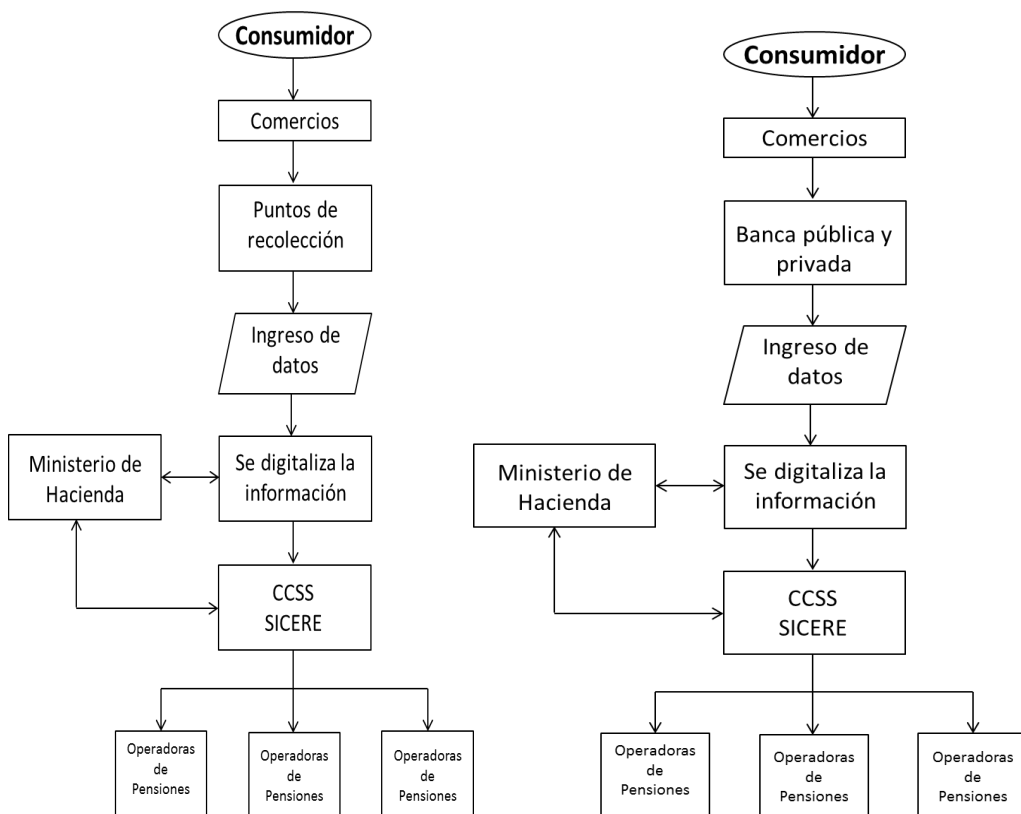 Consumidor
Comercios
Puntos de
recolección
Ingreso de
datos
Ministerio de
Hacienda
Se digitaliza la
información
CCSS
SICERE
Operadoras
de
Pensiones
Operadoras
de
Pensiones
Operadoras
de
Pensiones
Consumidor
Comercios
Banca pública y
privada
Ingreso de
datos
Ministerio de
Hacienda
Se digitaliza la
información
CCSS
SICERE
Operadoras
de
Pensiones
Operadoras
de
Pensiones
Operadoras
de
Pensiones